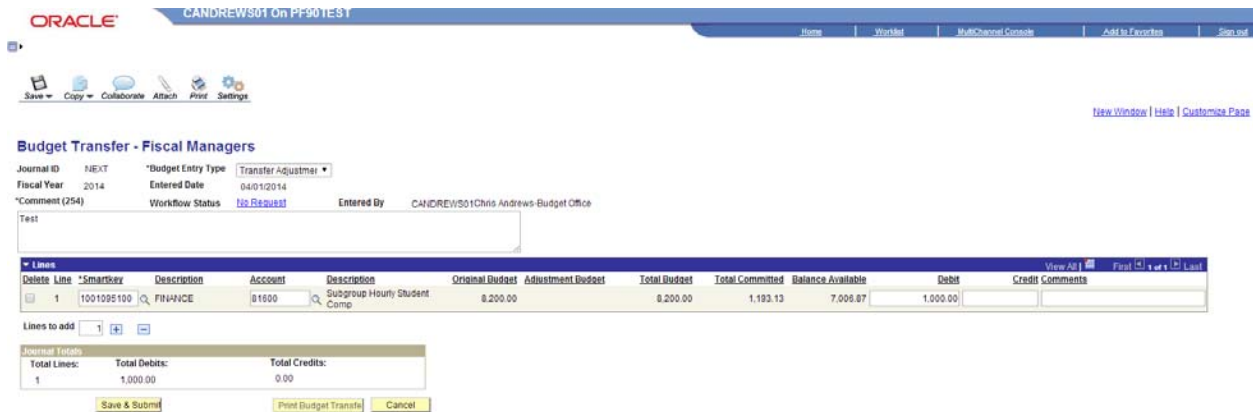 ORACLE'
CANDREWS01 On PF90TEST
Home Worklist MultiChannel Console Add to Favorites Sign out
Save Copy Collaborate Attach Print Settings
New Window | Help | Customize Page
Budget Transfer - Fiscal Managers
Journal ID NEXT *Budget Entry Type Transfer Adjustmer
Fiscal Year 2014 Entered Date 04/01/2014
*Comment (254) Workflow Status No Request Entered By CANDREWS01Chris Andrews-Budget Office
Test
Lines View All | First 1 of 1 Last
Delete Line *Smartkey Description Account Description Original Budget Adjustment Budget Total Budget Total Committed Balance Available Debit Credit Comments
1 1001095100 FINANCE 81600 Subgroup Hourly Student Comp 8,200.00 8,200.00 1,193.13 7,006.87 1,000.00
Lines to add 1
Journal Totals
Total Lines: Total Debits: Total Credits:
1 1,000.00 0.00
Save & Submit Print Budget Transfe Cancel